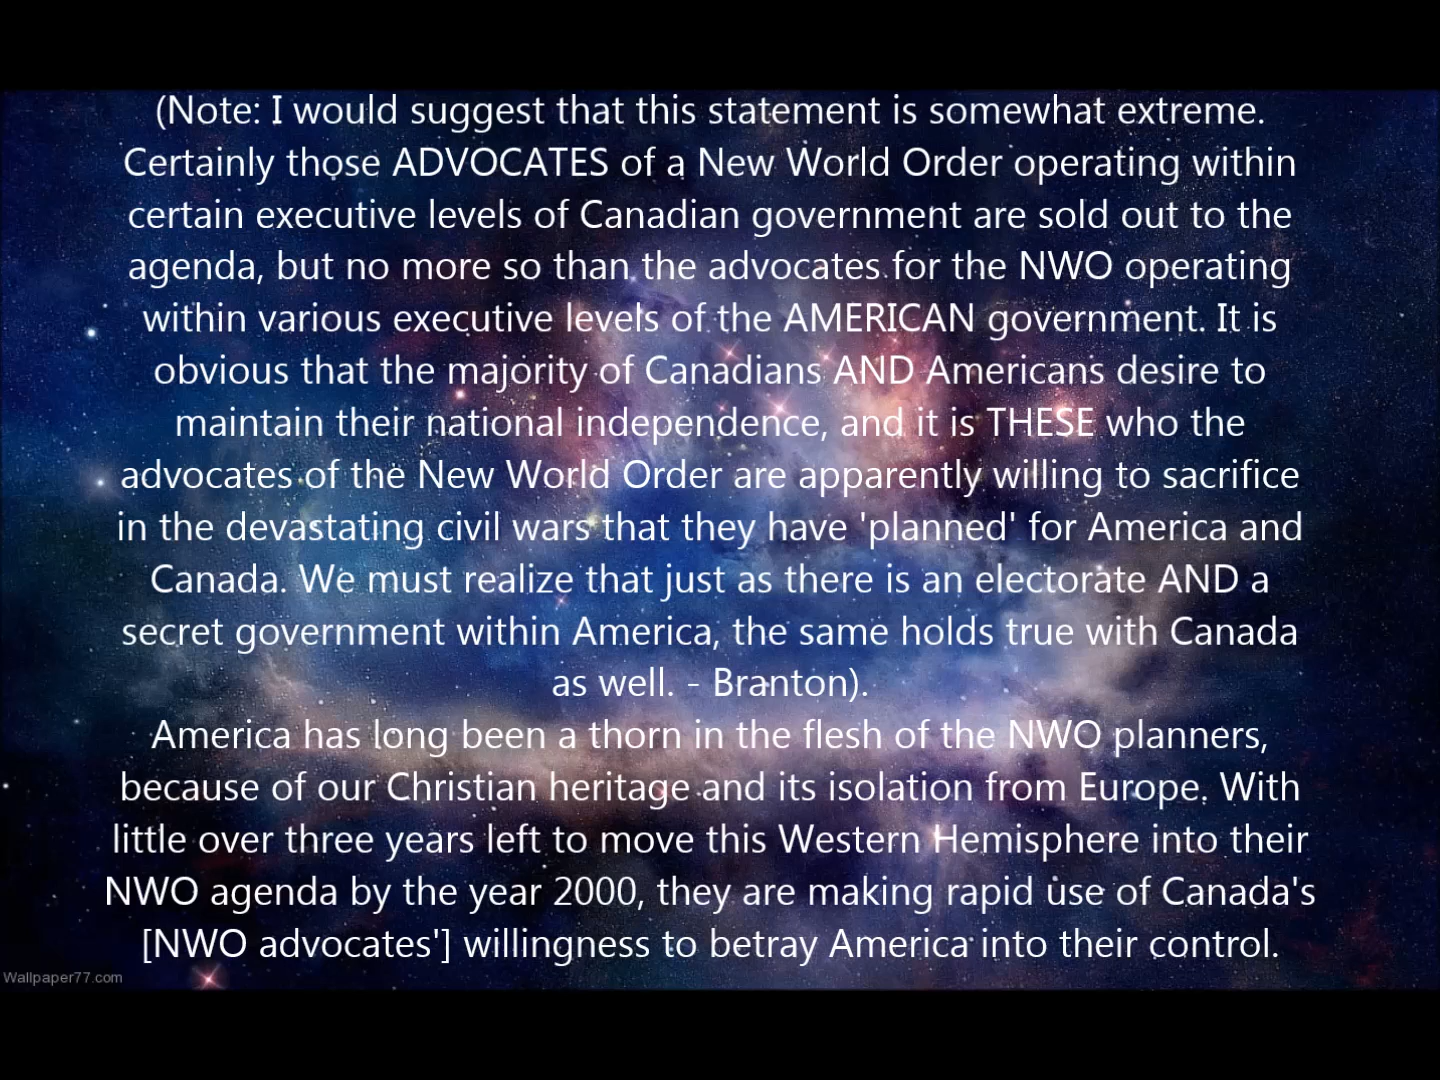 (Note: I would suggest that this statement is somewhat extreme.
Certainly those ADVOCATES of a New World Order operating within
certain executive levels of Canadian government are sold out to the
agenda, but no more so than the advocates for the NWO operating
within various executive levels of the AMERICAN government. It is
obvious that the majority of Canadians AND Americans desire to
maintain their national independence, and it is THESE who the
advocates of the New World Order are apparently willing to sacrifice
in the devastating civil wars that they have 'planned' for America and
Canada. We must realize that just as there is an electorate AND a
secret government within America, the same holds true with Canada
as well. - Branton).
America has long been a thorn in the flesh of the NWO planners,
because of our Christian heritage and its isolation from Europe. With
little over three years left to move this Western Hemisphere into their
NWO agenda by the year 2000, they are making rapid use of Canada's
[NWO advocates'] willingness to betray America into their control.
Wallpaper77.com